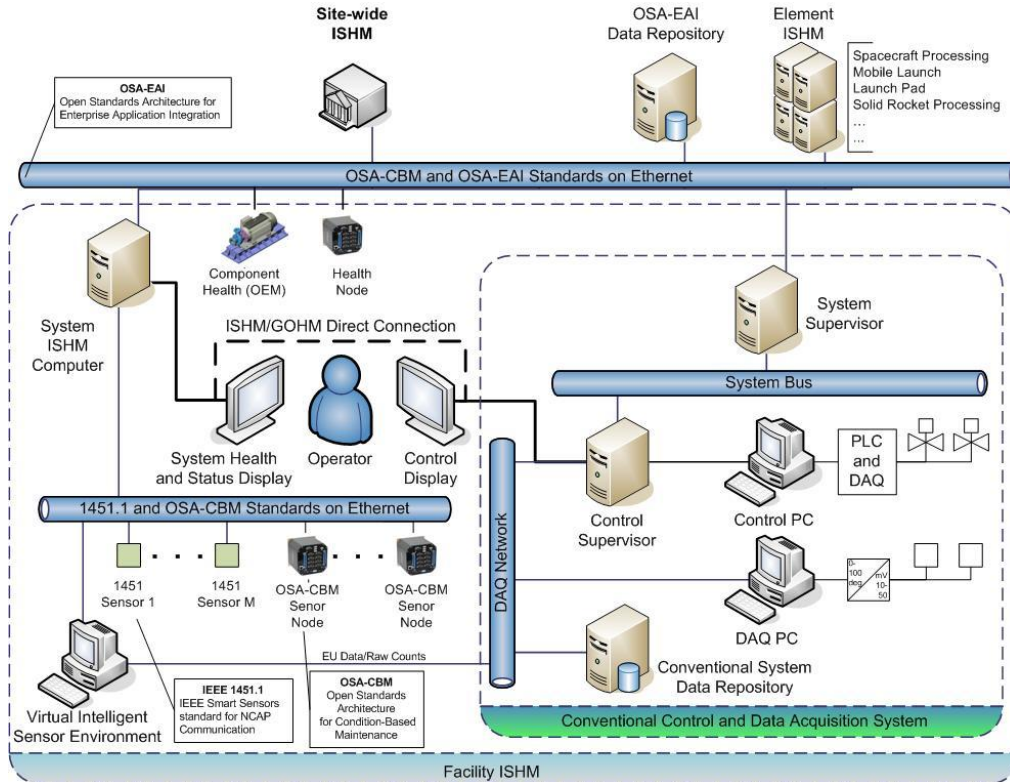 Site-wide
ISHM
OSA-EAI
Data Repository
Element
ISHM
Spacecraft Processing
Mobile Launch
Launch Pad
Solid Rocket Processing
...
...
OSA-EAI
Open Standards Architecture for
Enterprise Application Integration
OSA-CBM and OSA-EAI Standards on Ethernet
Component
Health (OEM)
Health
Node
System
ISHM
Computer
System
Supervisor
ISHM/GOHM Direct Connection
System Bus
System Health
and Status Display
Operator
Control
Display
PLC
and
DAQ
Control
Supervisor
Control PC
1451.1 and OSA-CBM Standards on Ethernet
DAQ Network
1451
Sensor 1
1451
Sensor M
OSA-CBM
Senor
Node
OSA-CBM
Senor
Node
0-
100
deg
mV
10-
50
DAQ PC
EU Data/Raw Counts
Conventional System
Data Repository
Virtual Intelligent
Sensor Environment
IEEE 1451.1
IEEE Smart Sensors
standard for NCAP
Communication
OSA-CBM
Open Standards
Architecture
for Condition-Based
Maintenance
Conventional Control and Data Acquisition System
Facility ISHM